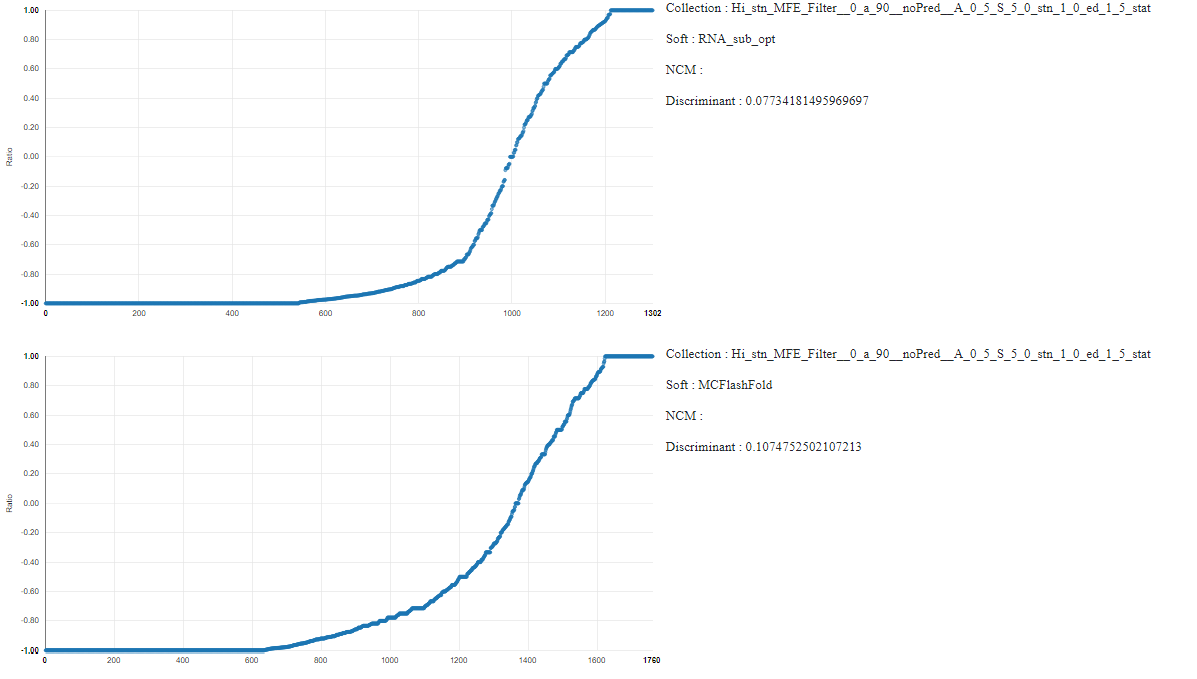 1.00
0.80
0.60
0.40
0.20
0.00
-0.20
-0.40
-0.60
-0.80
-1.00
Ratio
0 200 400 600 800 1000 1200 1302
Collection : Hi_stn_MFE_Filter__0_a_90__noPred__A_0_5_S_5_0_stn_1_0_ed_1_5_stat
Soft : RNA_sub_opt
NCM :
Discriminant : 0.07734181495969697
1.00
0.80
0.60
0.40
0.20
0.00
-0.20
-0.40
-0.60
-0.80
-1.00
Ratio
0 200 400 600 800 1000 1200 1400 1600 1760
Collection : Hi_stn_MFE_Filter__0_a_90__noPred__A_0_5_S_5_0_stn_1_0_ed_1_5_stat
Soft : MCFlashFold
NCM :
Discriminant : 0.1074752502107213